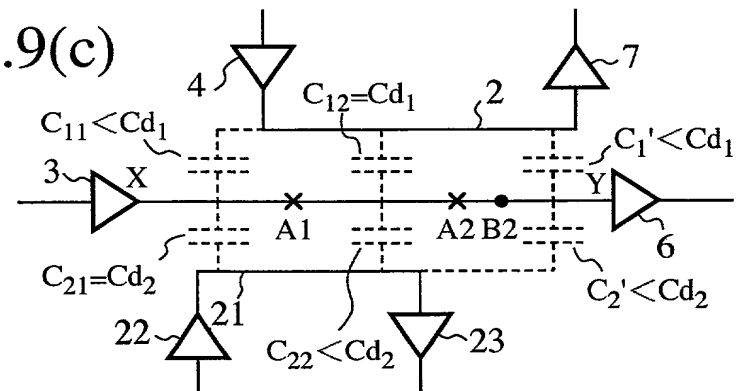 .9(c)
4
7
C12=Cd1
2
C11<Cd1
C1'<Cd1
3
X
Y
A1
A2
B2
6
C21=Cd2
C2'<Cd2
21
22
C22<Cd2
23